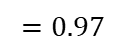 = 0.97